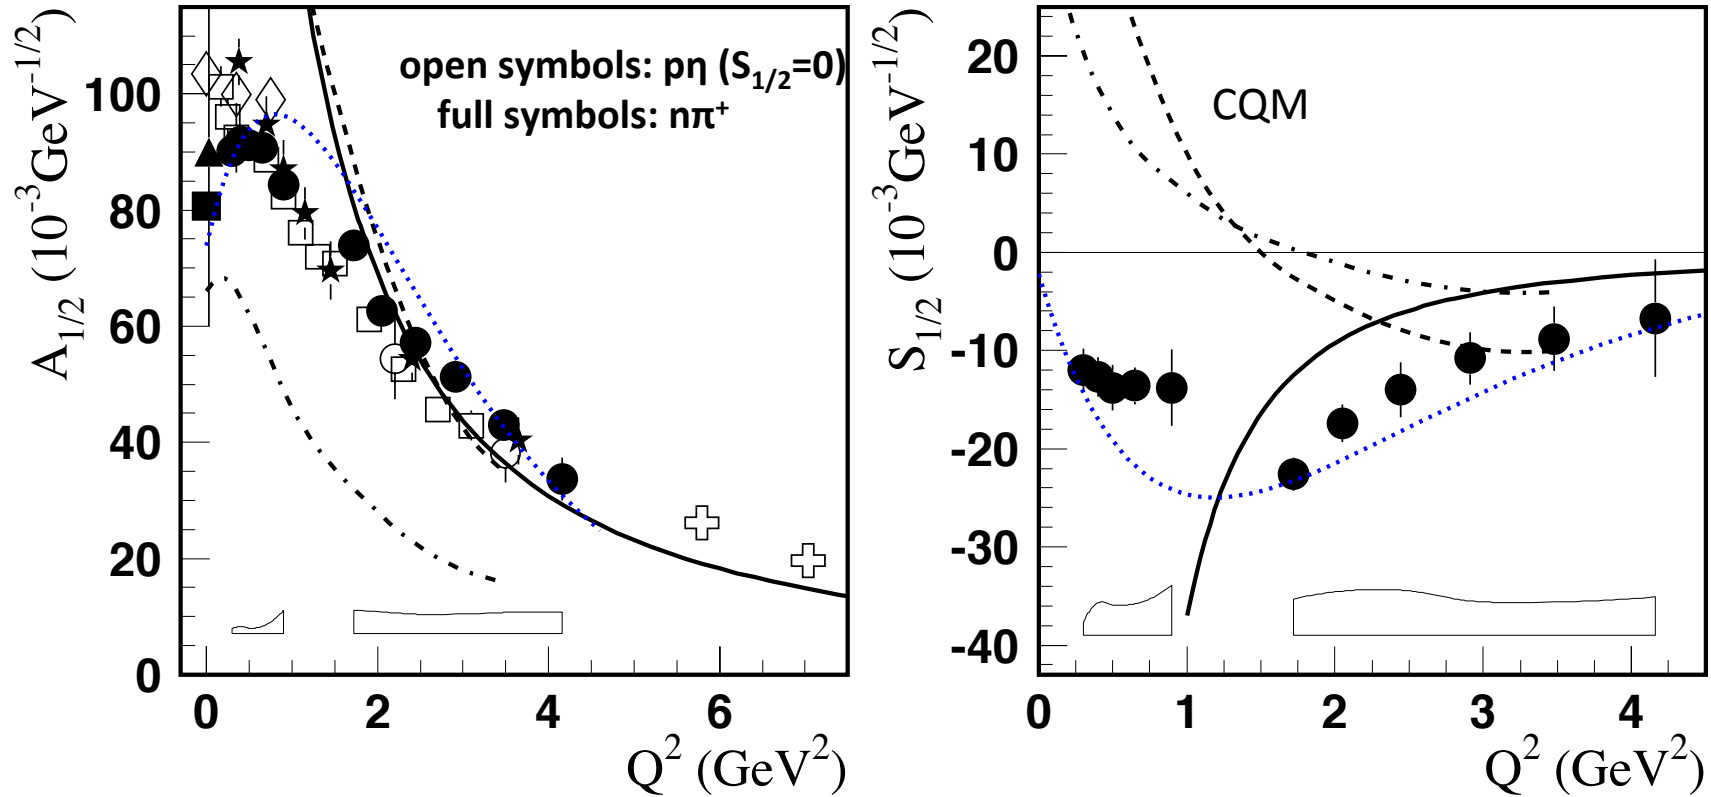 A1/2 (10-3GeV-1/2)
100
80
60
40
20
0
open symbols: pη (S1/2=0)
full symbols: nπ+
0 2 4 6
Q2 (GeV2)
S1/2 (10-3GeV-1/2)
20
10
0
-10
-20
-30
-40
CQM
0 1 2 3 4
Q2 (GeV2)